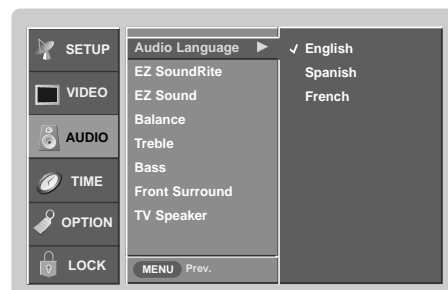 SETUP
VIDEO
AUDIO
TIME
OPTION
LOCK
Audio Language
EZ SoundRite
EZ Sound
Balance
Treble
Bass
Front Surround
TV Speaker
MENU Prev.
English
Spanish
French